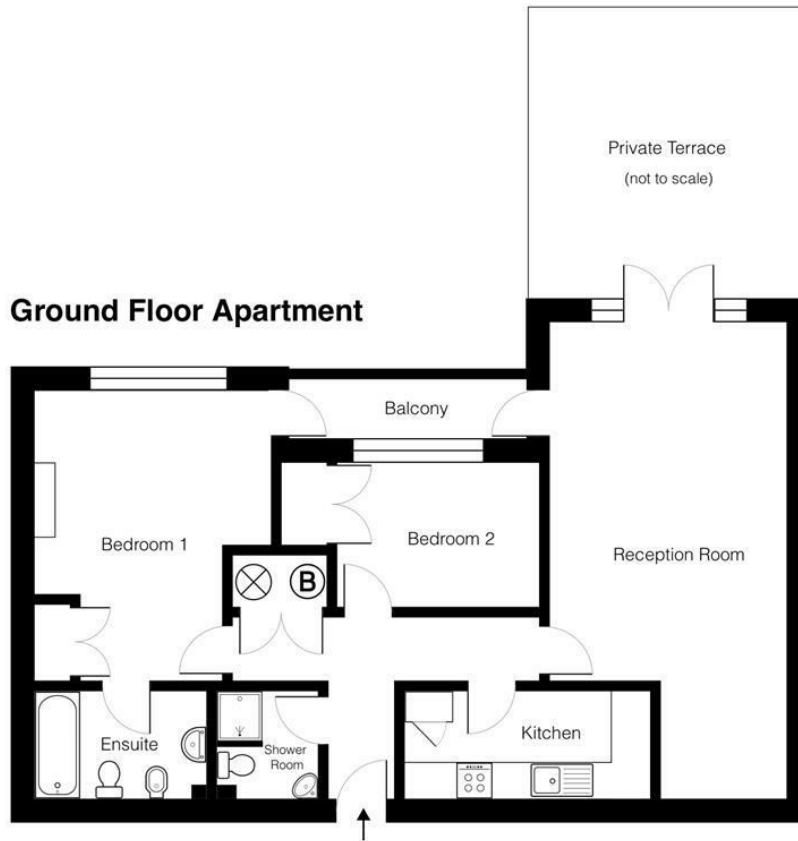 Private Terrace
(not to scale)
Ground Floor Apartment
Balcony
Bedroom 1
Bedroom 2
Reception Room
B
Ensuite
Shower
Room
Kitchen